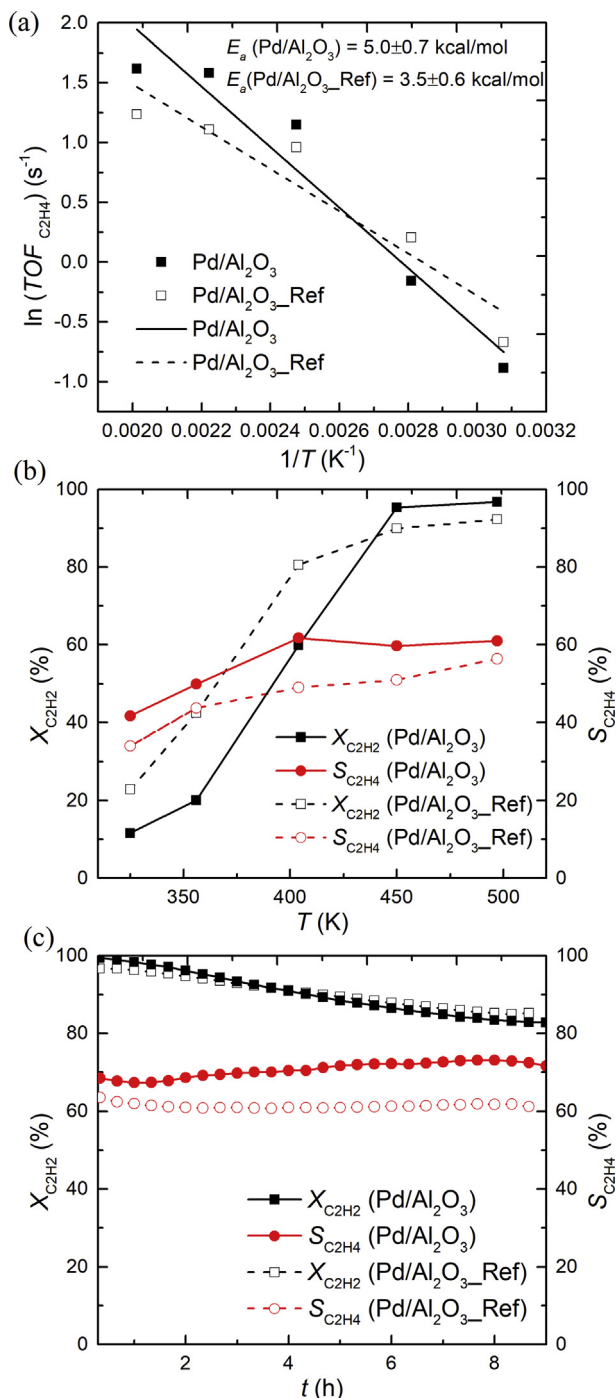 (a)
Eₐ (Pd/Al₂O₃) = 5.0±0.7 kcal/mol
Eₐ(Pd/Al₂O₃_Ref) = 3.5±0.6 kcal/mol
2.0
1.5
1.0
0.5
0.0
-0.5
-1.0
ln (TOF C2H4) (s⁻¹)
Pd/Al₂O₃
Pd/Al₂O₃_Ref
Pd/Al₂O₃
Pd/Al₂O₃_Ref
0.0020 0.0022 0.0024 0.0026 0.0028 0.0030 0.0032
1/T (K⁻¹)
(b)
100
80
60
40
20
0
X C2H2 (%)
100
80
60
40
20
0
S C2H4 (%)
X C2H2 (Pd/Al₂O₃)
S C2H4 (Pd/Al₂O₃)
X C2H2 (Pd/Al₂O₃_Ref)
S C2H4 (Pd/Al₂O₃_Ref)
350 400 450 500
T (K)
(c)
100
80
60
40
20
0
X C2H2 (%)
100
80
60
40
20
0
S C2H4 (%)
X C2H2 (Pd/Al₂O₃)
S C2H4 (Pd/Al₂O₃)
X C2H2 (Pd/Al₂O₃_Ref)
S C2H4 (Pd/Al₂O₃_Ref)
2 4 6 8
t (h)